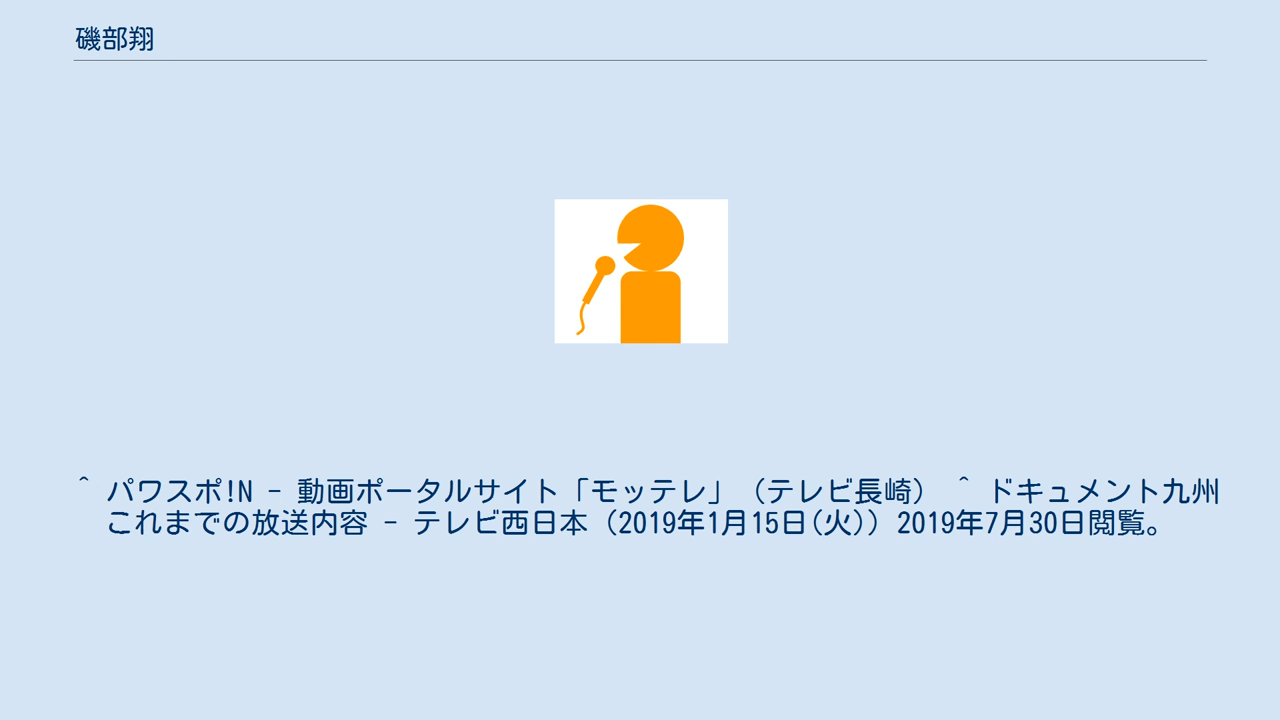 磯部翔
^ パワスポ!N - 動画ポータルサイト「モッテレ」（テレビ長崎） ^ ドキュメント九州
これまでの放送内容 - テレビ西日本（2019年1月15日(火)）2019年7月30日閲覧。